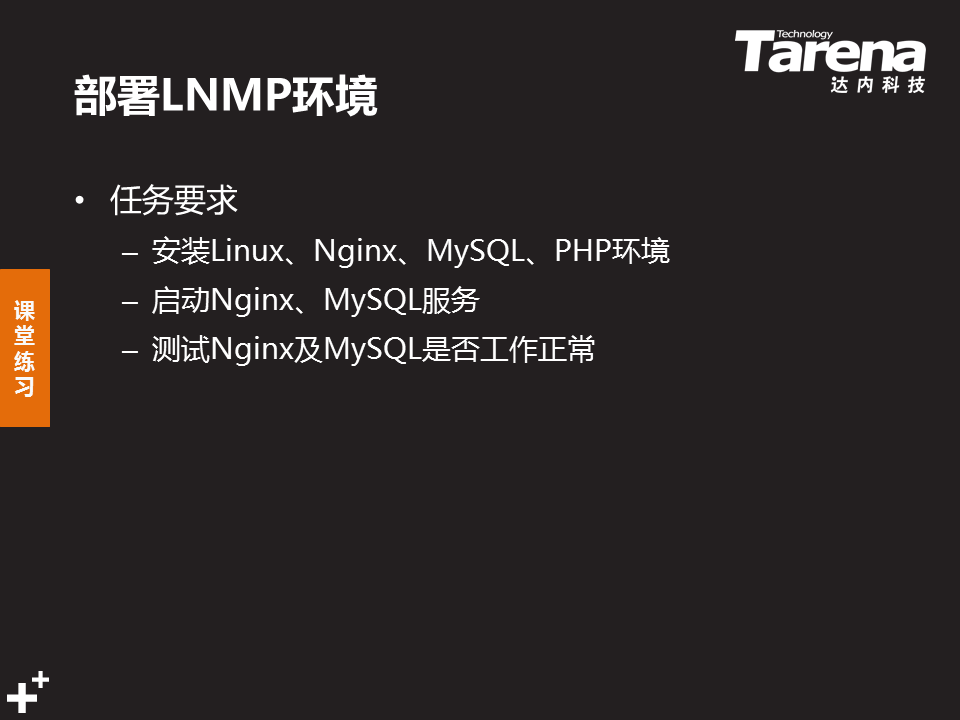 Technology
Tarena
达内科技
部署LNMP环境
• 任务要求
– 安装Linux、Nginx、MySQL、PHP环境
– 启动Nginx、MySQL服务
– 测试Nginx及MySQL是否工作正常
课堂练习